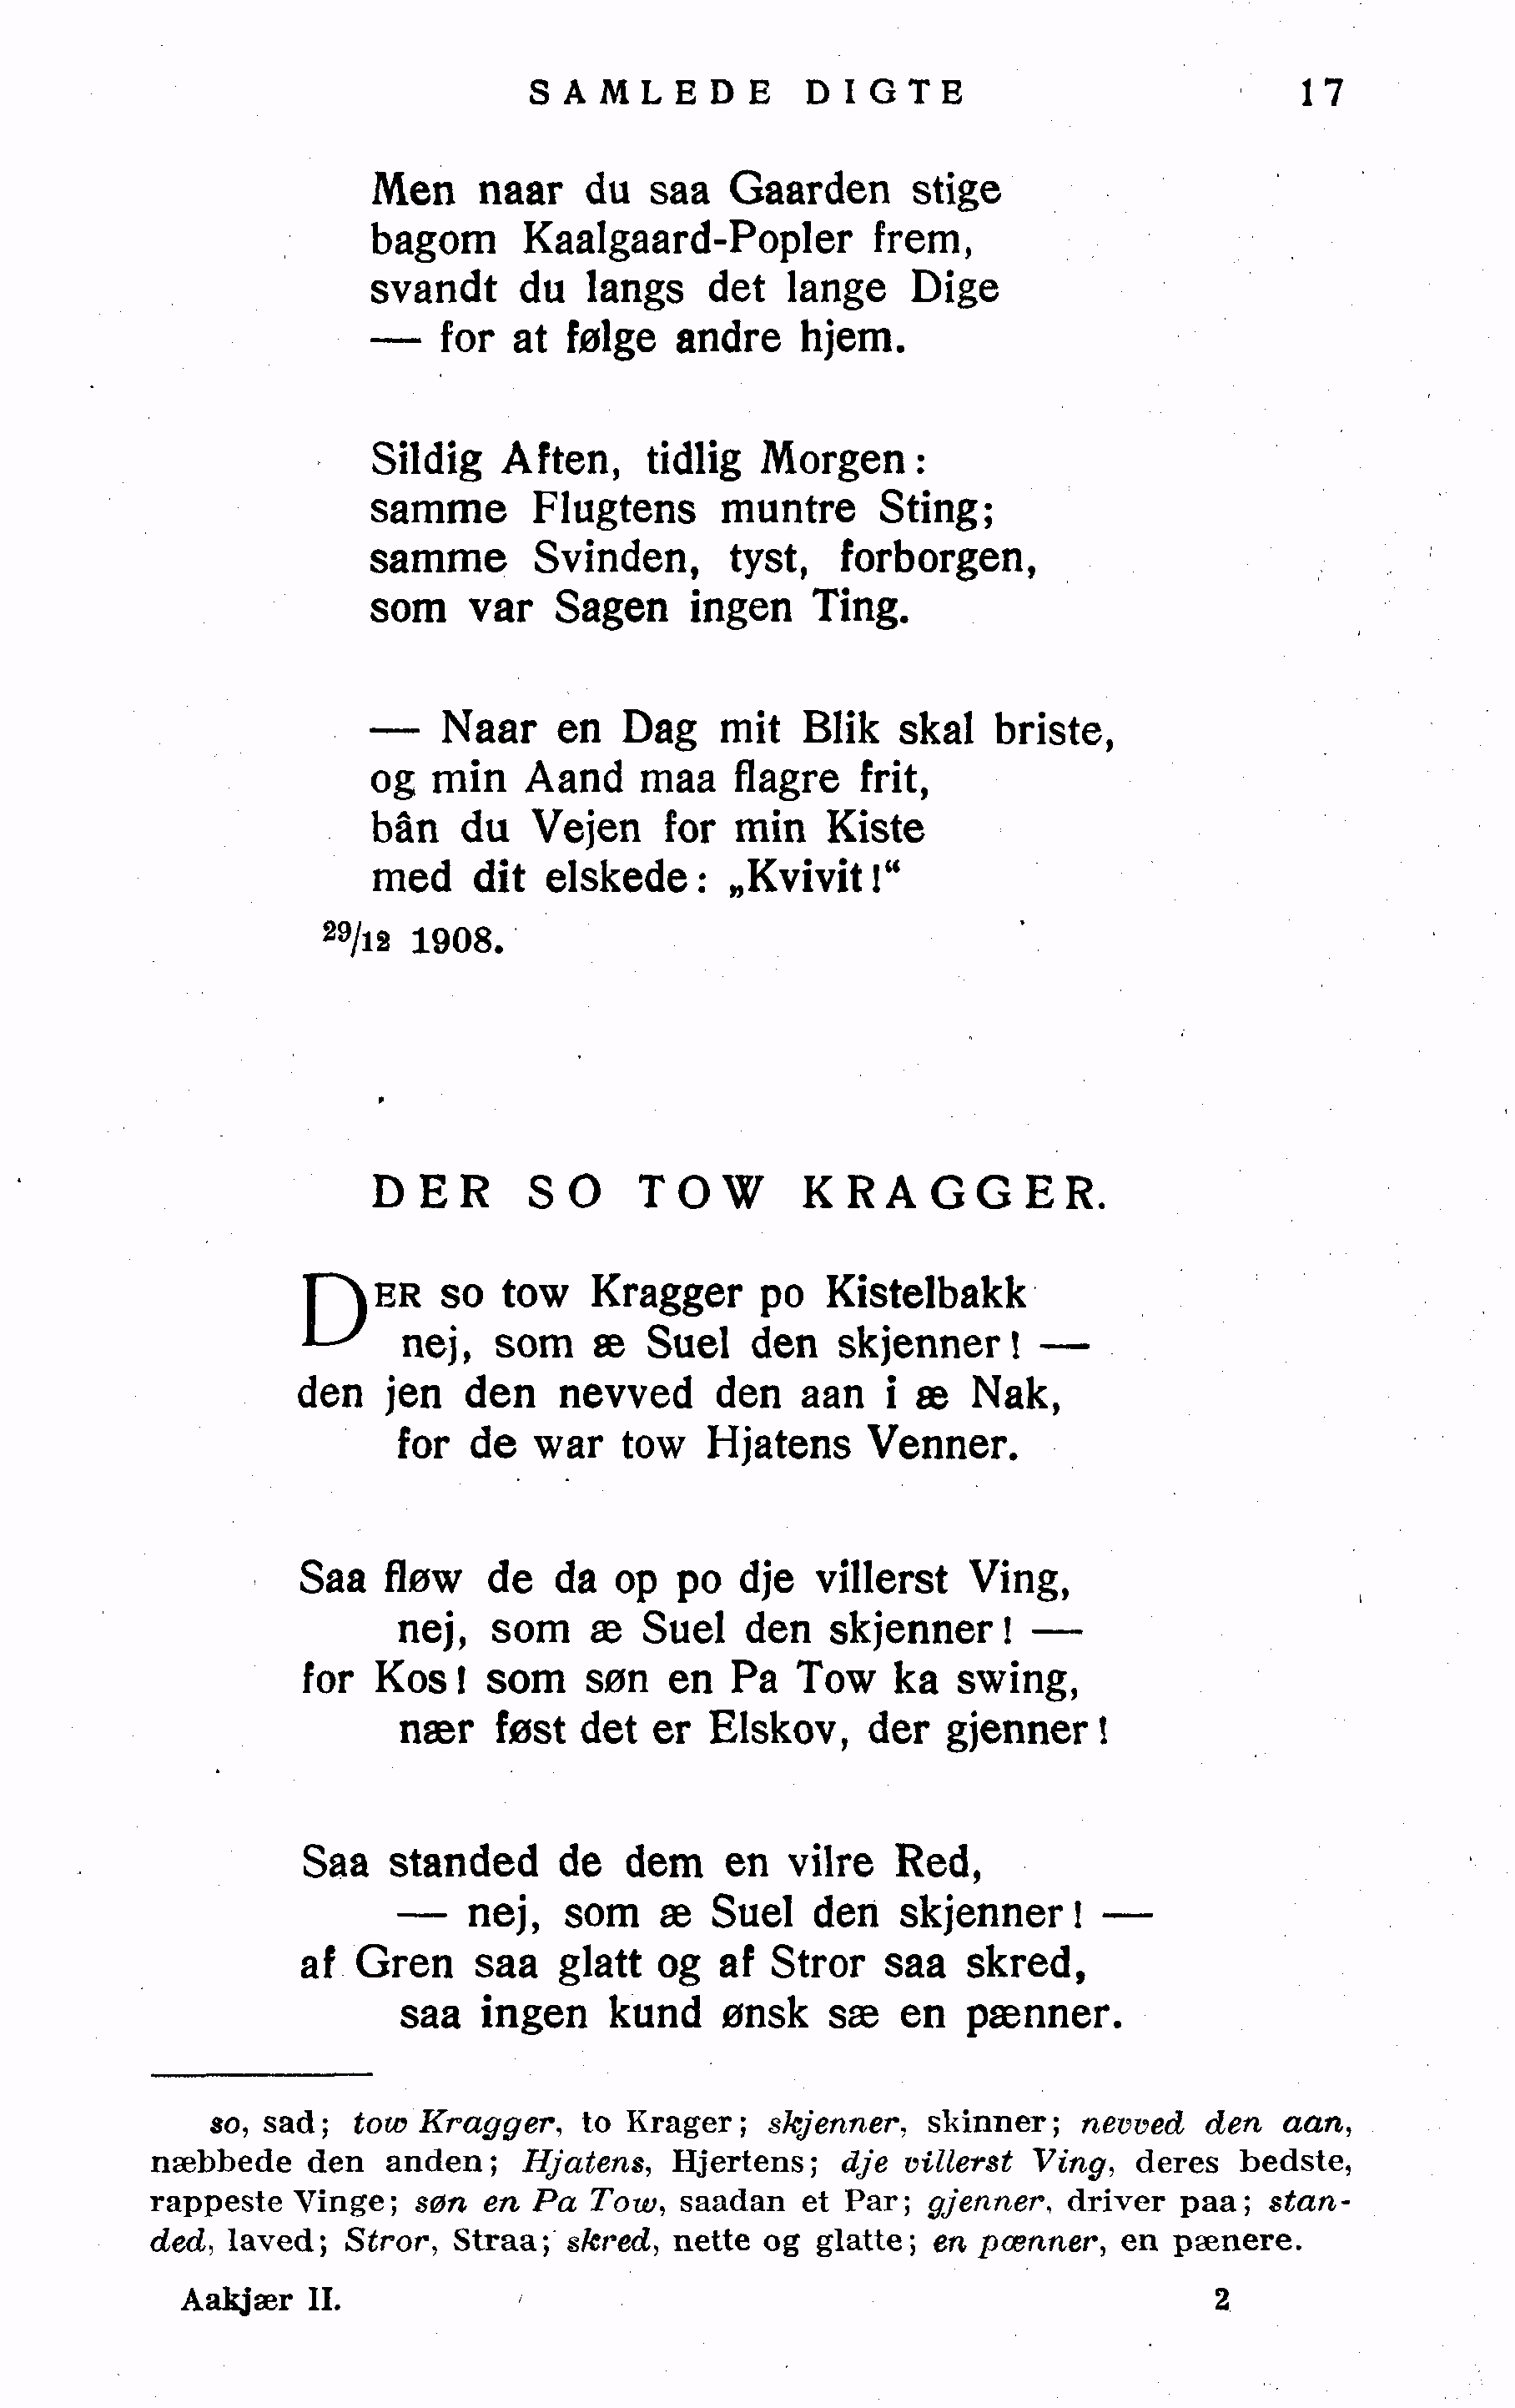 SAMLEDE DIGTE 17
Men naar du saa Gaarden stige
bagom Kaalgaard-Popler frem,
svandt du langs det lange Dige
— for at følge andre hjem.
Sildig Aften, tidlig Morgen:
samme Flugtens muntre Sting;
samme Svinden, tyst, forborgen,
som var Sagen ingen Ting.
— Naar en Dag mit Blik skal briste,
og min Aand maa flagre frit,
bân du Vejen for min Kiste
med dit elskede: „Kvivit!“
29/12 1908.
DER SO TOW KRAGGER.
DER so tow Kragger po Kistelbakk
nej, som æ Suel den skjenner! —
den jen den nevved den aan i æ Nak,
for de war tow Hjatens Venner.
Saa fløw de da op po dje villerst Ving,
nej, som æ Suel den skjenner! —
for Kos! som søn en Pa Tow ka swing,
nær føst det er Elskov, der gjenner!
Saa standed de dem en vilre Red,
— nej, som æ Suel den skjenner! —
af Gren saa glatt og af Stror saa skred,
saa ingen kund ønsk sæ en pænner.
so, sad; tow Kragger, to Krager; skjenner, skinner; nevved den aan,
næbbede den anden; Hjatens, Hjertens; dje villerst Ving, deres bedste,
rappeste Vinge; søn en Pa Tow, saadan et Par; gjenner, driver paa; stan-
ded, laved; Stror, Straa; skred, nette og glatte; en pænner, en pænere.
Aakjær II. 2